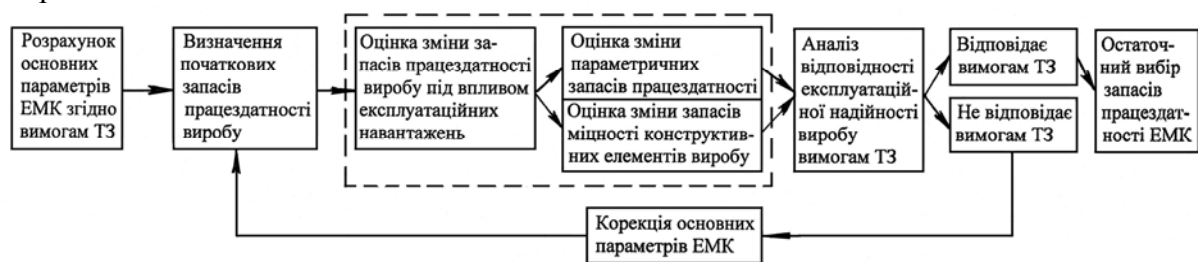 Розрахунок
основних
параметрів
ЕМК згідно
вимогам ТЗ
Визначення
початкових
запасів
працездатності
виробу
Оцінка зміни за-
пасів працездатності
виробу під впливом
експлуатаційних
навантажень
Оцінка зміни
параметричних
запасів працездатності
Оцінка зміни запасів
міцності конструктив-
них елементів виробу
Аналіз
відповідності
експлуатацій-
ної надійності
виробу
вимогам ТЗ
Відповідає
вимогам ТЗ
Не відповідає
вимогам ТЗ
Остаточ-
ний вибір
запасів
працездат-
ності ЕМК
Корекція основних
параметрів ЕМК